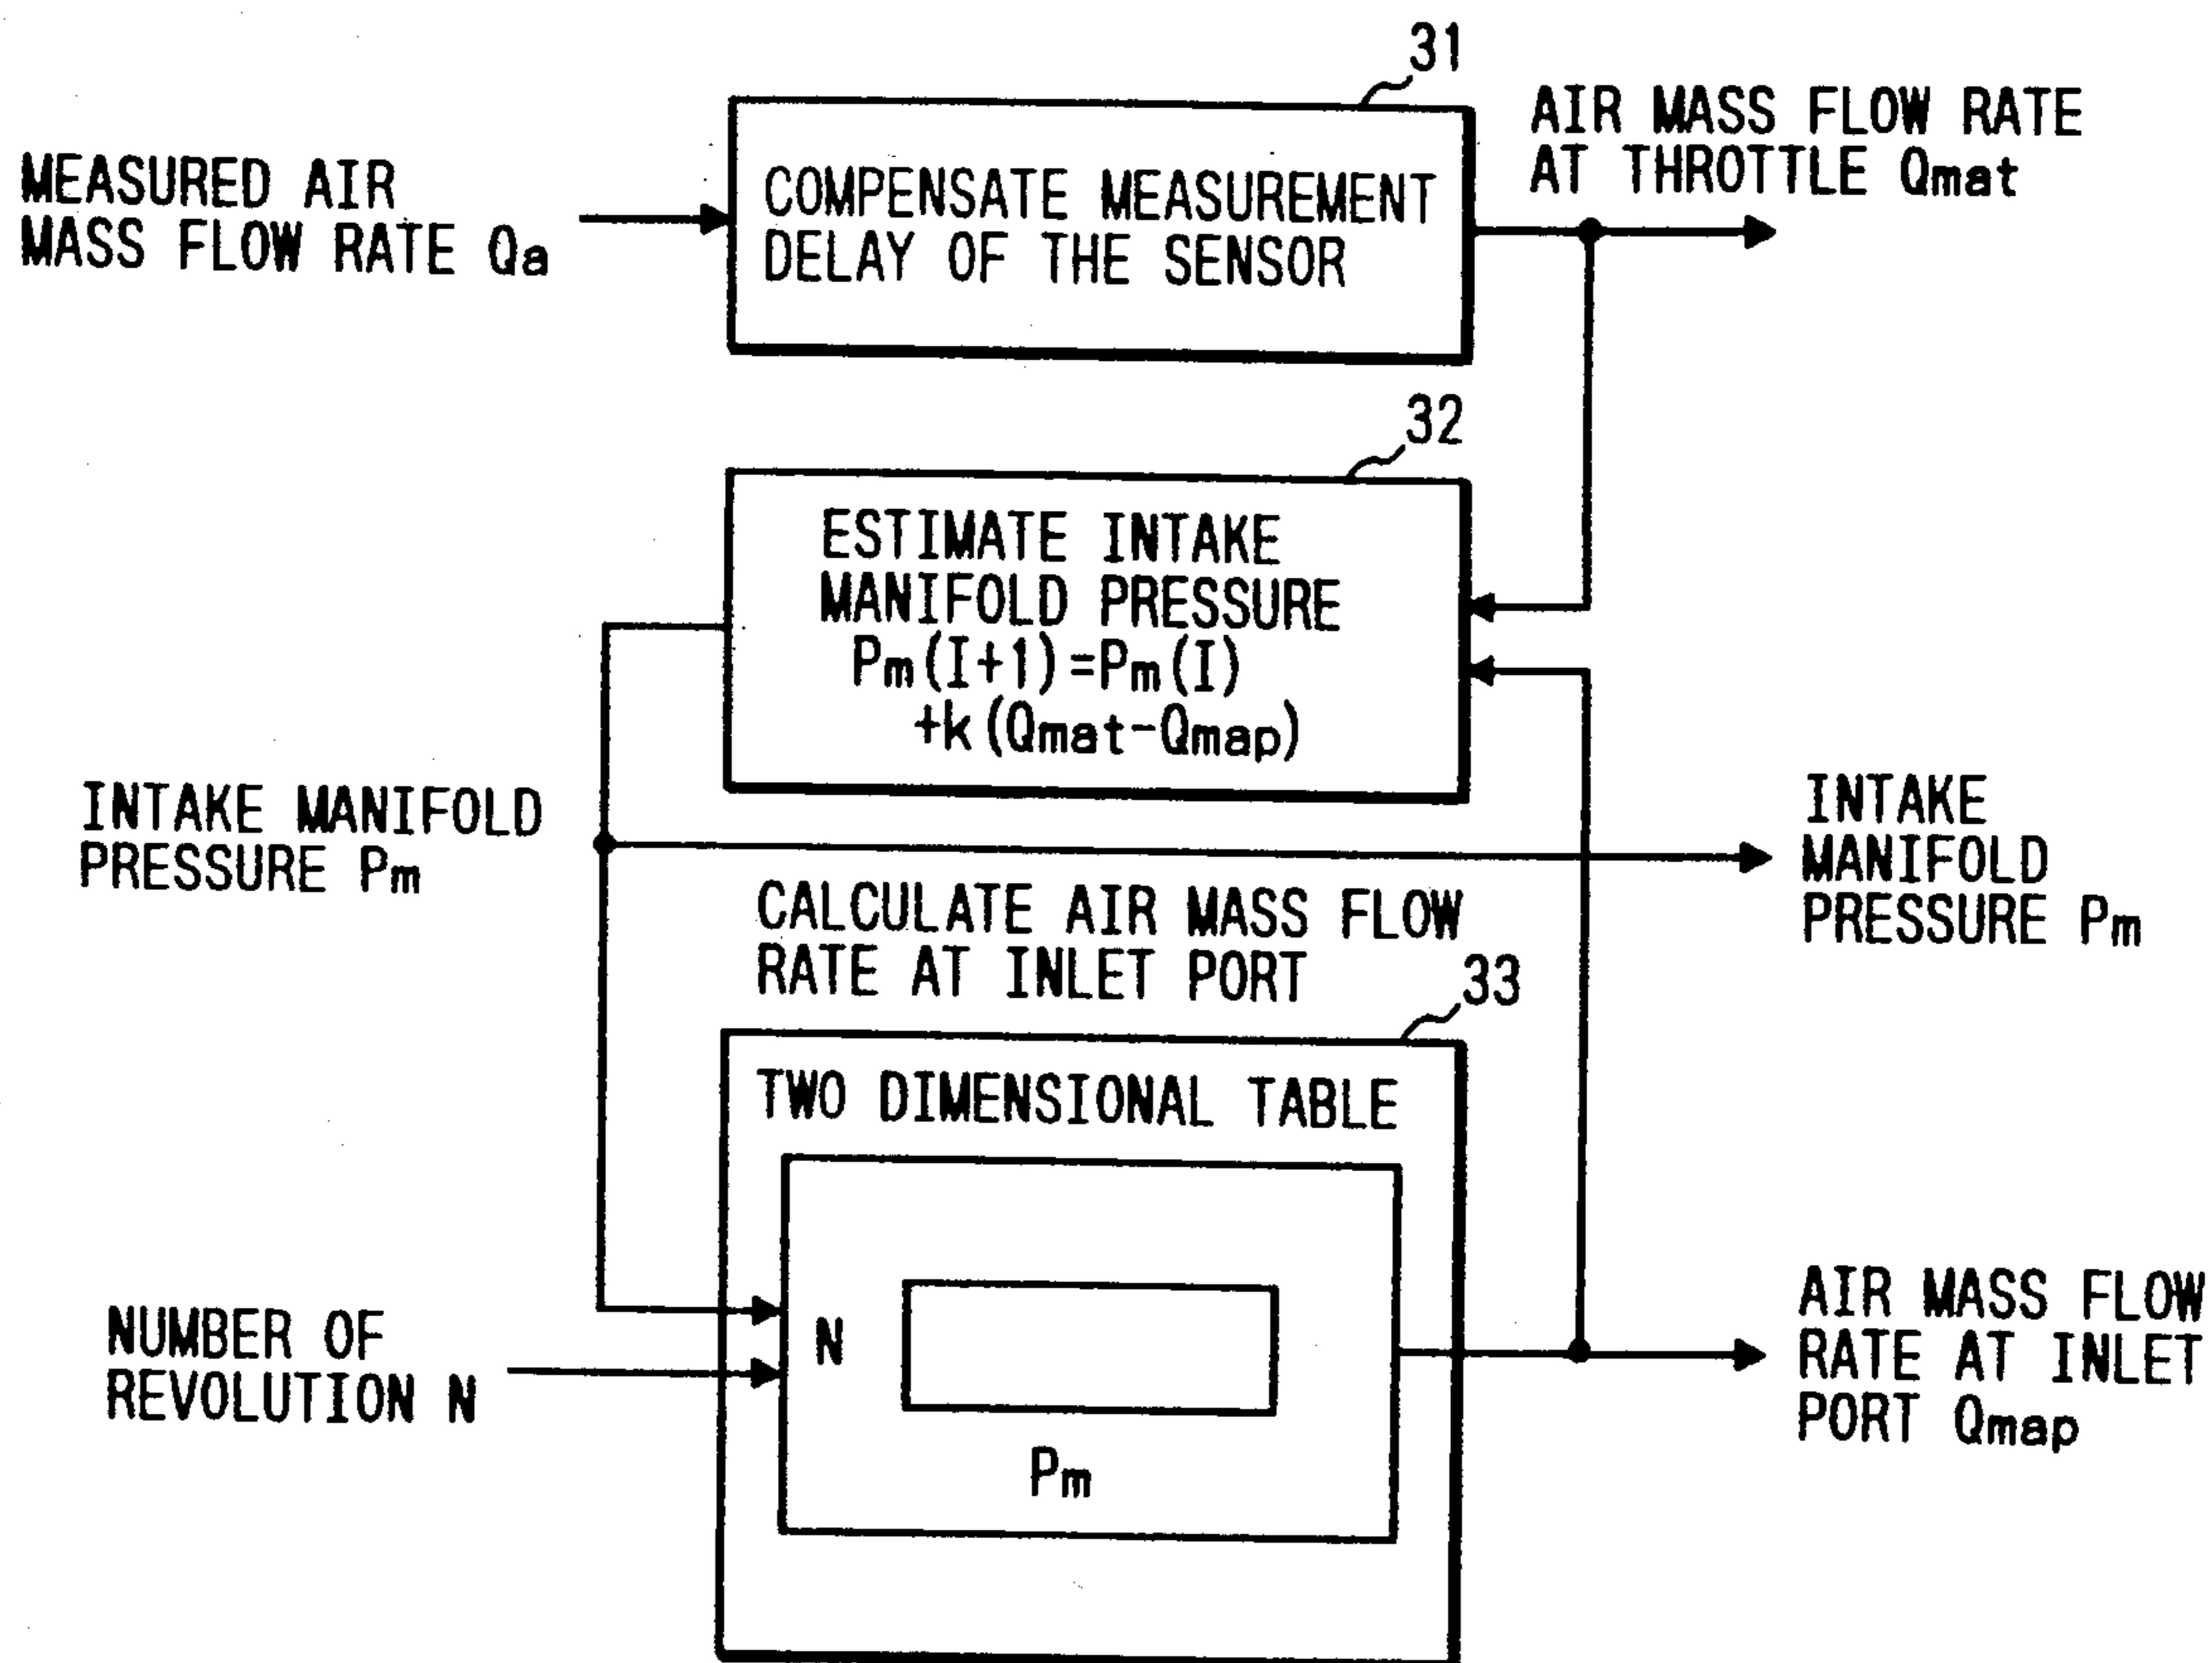 31
AIR MASS FLOW RATE
AT THROTTLE Qmat
MEASURED AIR
MASS FLOW RATE Qa
COMPENSATE MEASUREMENT
DELAY OF THE SENSOR
32
ESTIMATE INTAKE
MANIFOLD PRESSURE
Pm(I+1)=Pm(I)
+k(Qmat-Qmap)
INTAKE MANIFOLD
PRESSURE Pm
INTAKE
MANIFOLD
PRESSURE Pm
CALCULATE AIR MASS FLOW
RATE AT INLET PORT
33
TWO DIMENSIONAL TABLE
NUMBER OF
REVOLUTION N
N
Pm
AIR MASS FLOW
RATE AT INLET
PORT Qmap